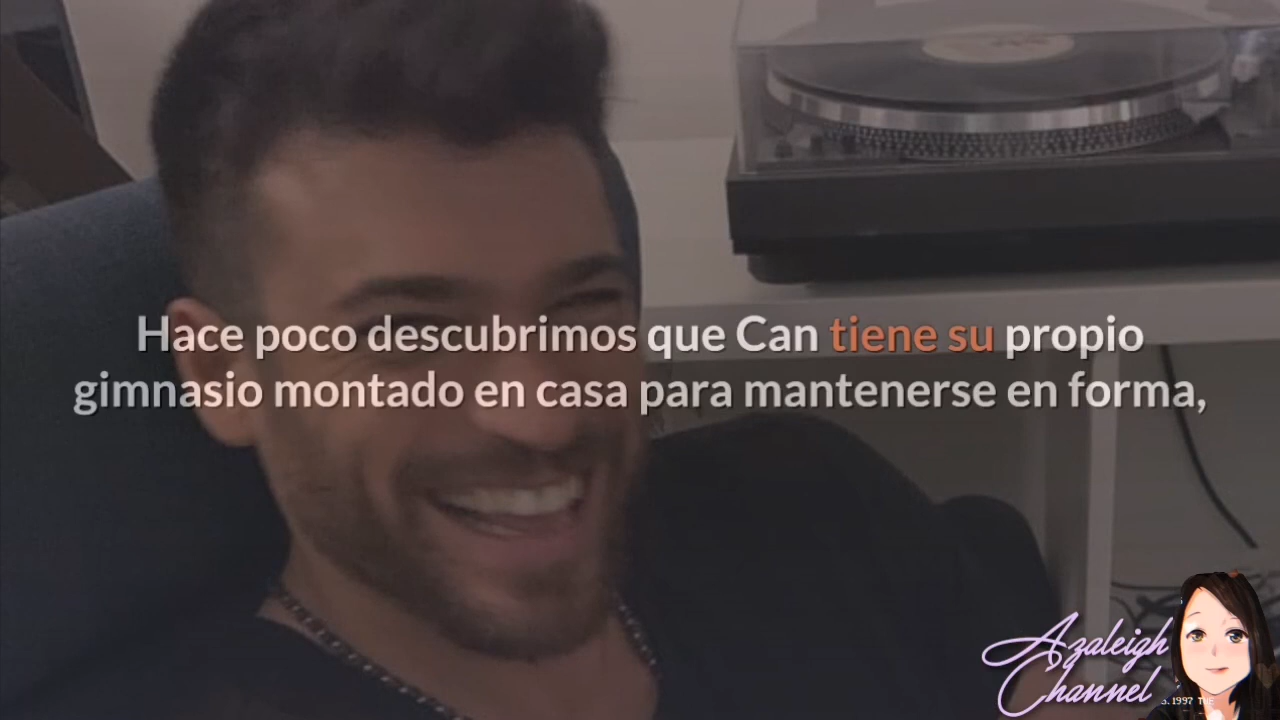 Hace poco descubrimos que Can tiene su propio
gimnasio montado en casa para mantenerse en forma,
Azaleigh
Channel